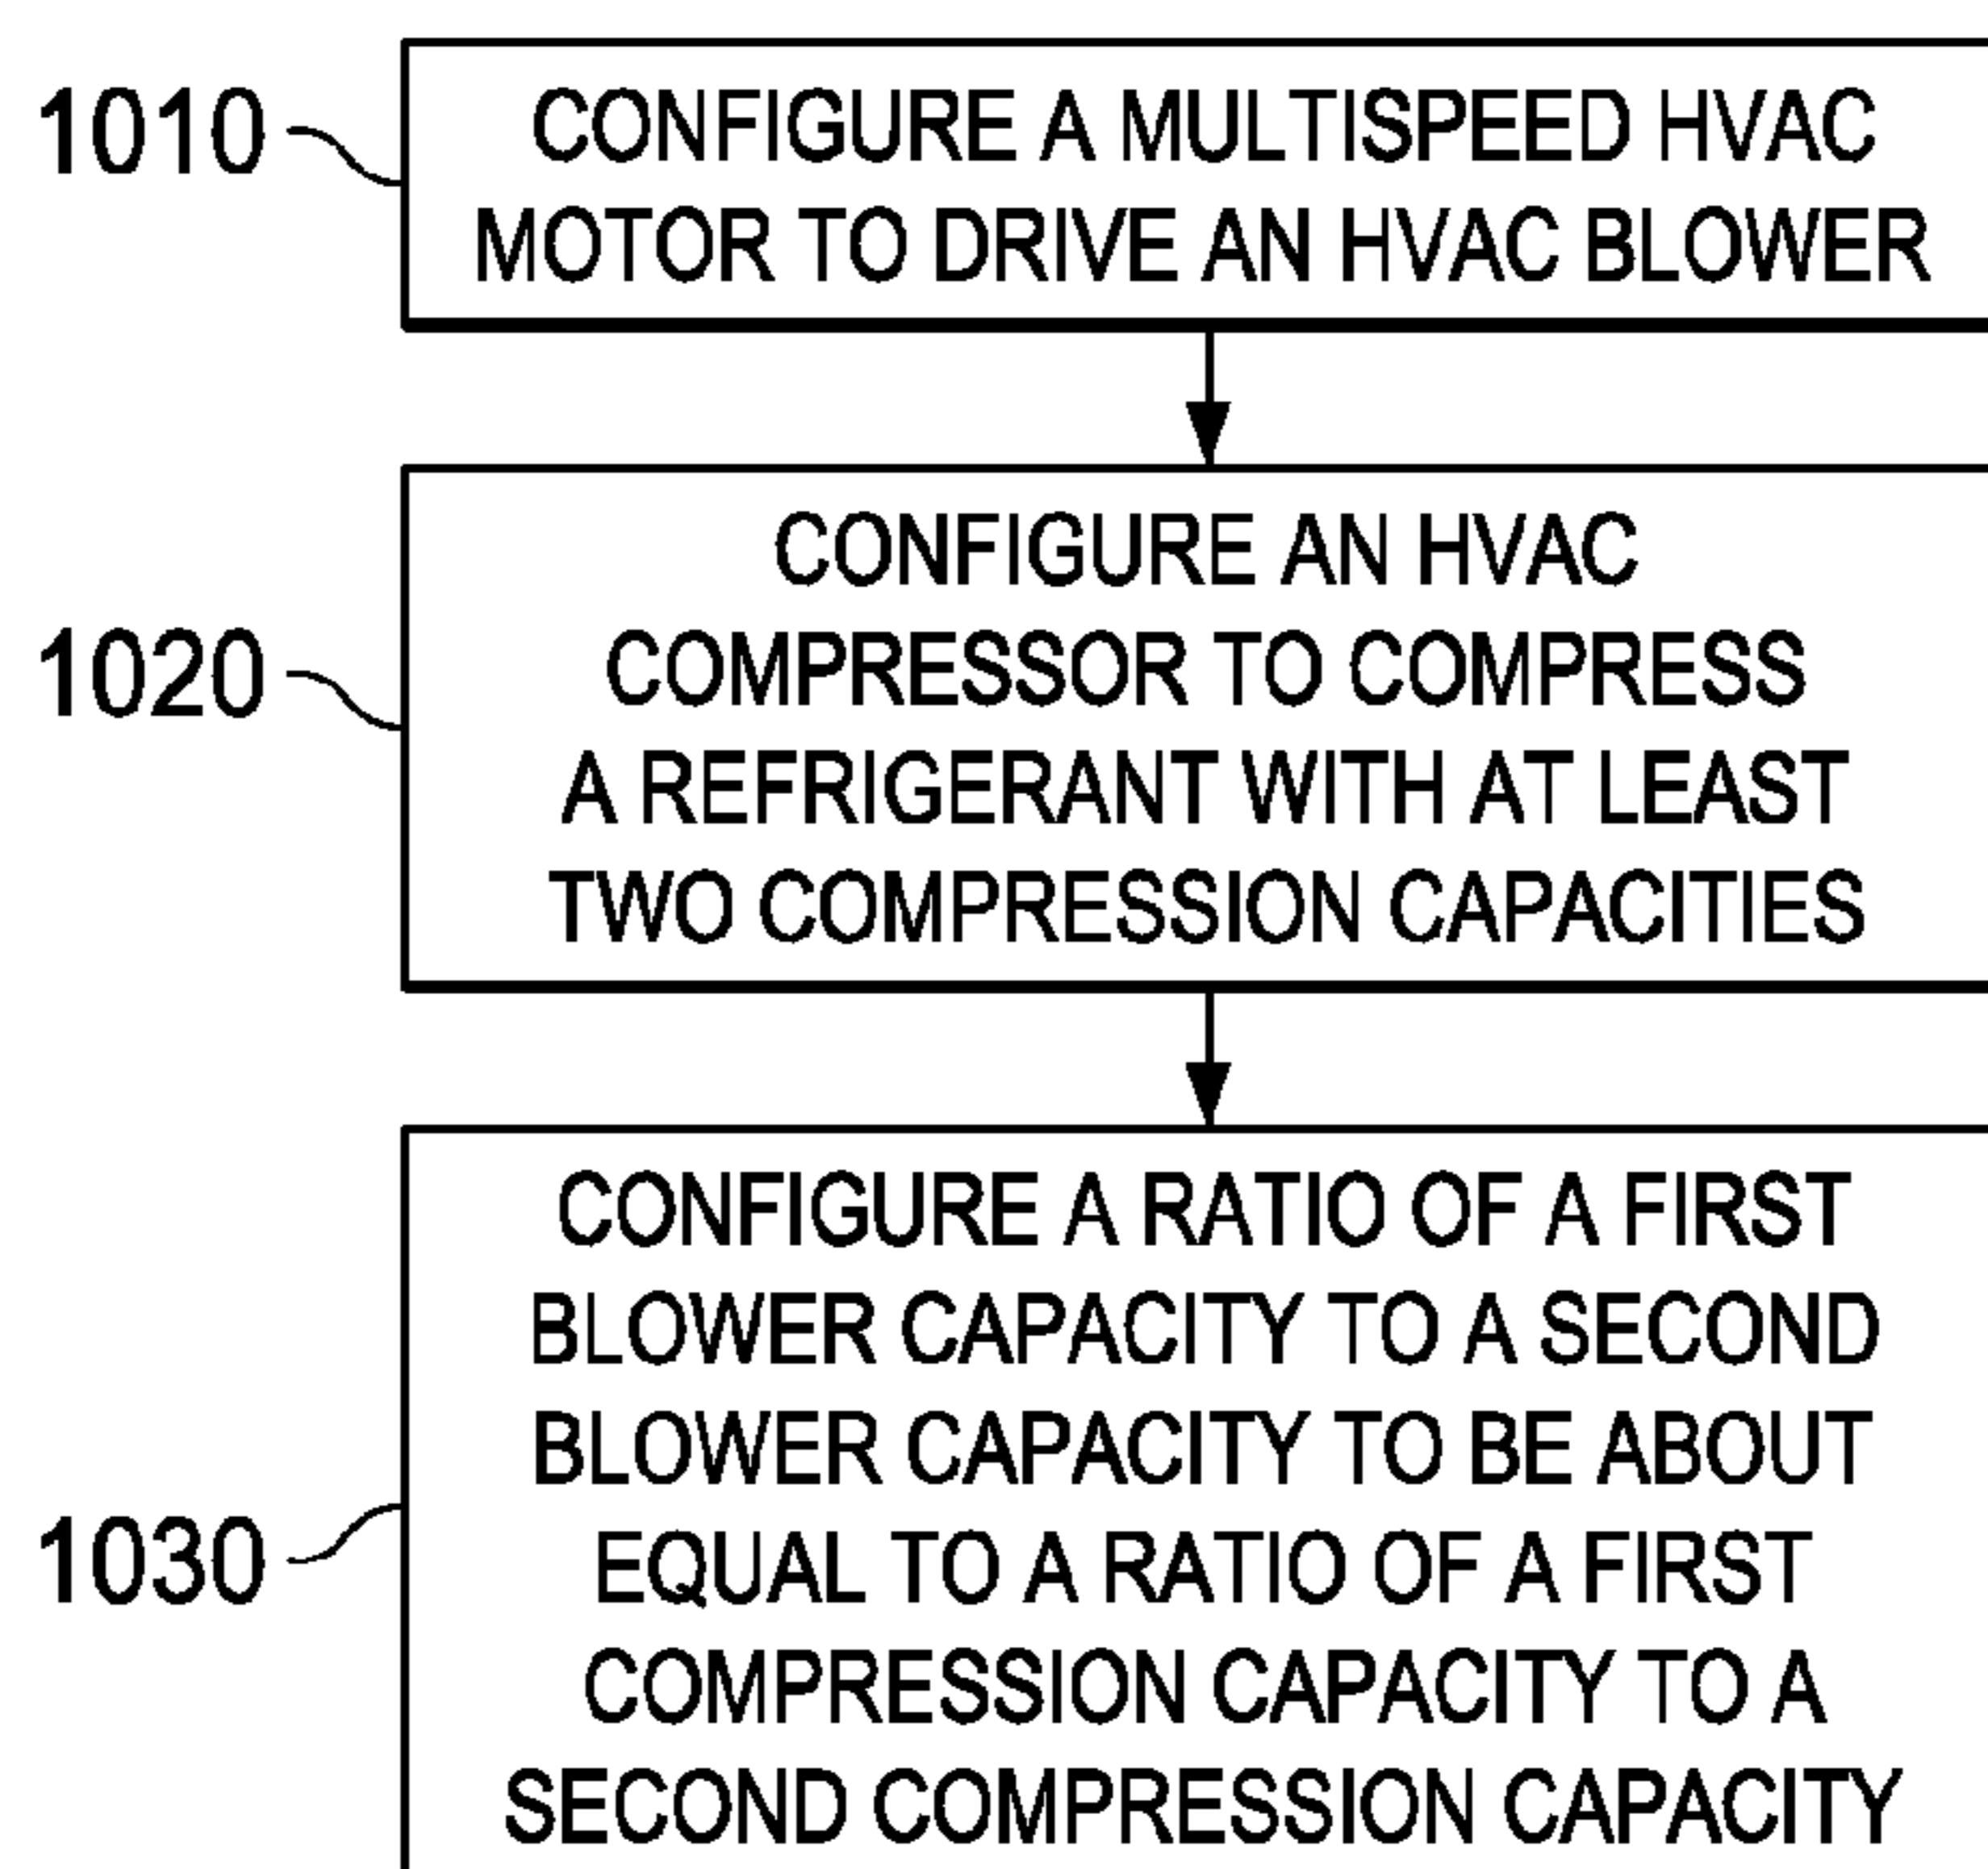 1010
CONFIGURE A MULTISPEED HVAC
MOTOR TO DRIVE AN HVAC BLOWER
1020
CONFIGURE AN HVAC
COMPRESSOR TO COMPRESS
A REFRIGERANT WITH AT LEAST
TWO COMPRESSION CAPACITIES
1030
CONFIGURE A RATIO OF A FIRST
BLOWER CAPACITY TO A SECOND
BLOWER CAPACITY TO BE ABOUT
EQUAL TO A RATIO OF A FIRST
COMPRESSION CAPACITY TO A
SECOND COMPRESSION CAPACITY